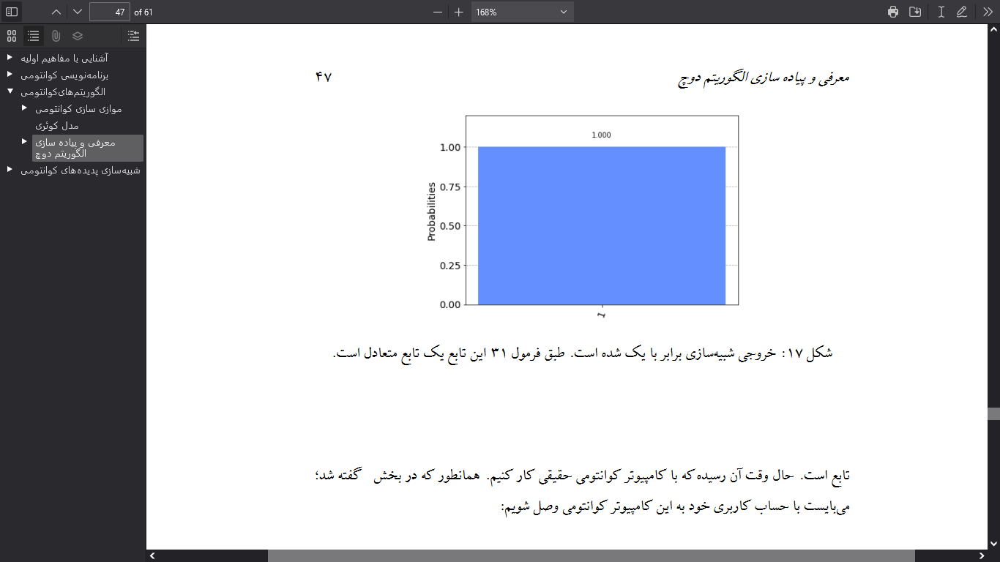 47 of 61
168%
آشنایی با مفاهیم اولیه
برنامه‌نویسی کوانتومی
الگوریتم‌های‌کوانتومی
موازی سازی کوانتومی
مدل کوئری
معرفی و پیاده سازی
الگوریتم دوچ
شبیه‌سازی پدیده‌های کوانتومی
معرفی و پیاده سازی الگوریتم دوچ ۴۷
1.000
1.00
0.75
0.50
0.25
0.00
Probabilities
1
شکل ۱۷: خروجی شبیه‌سازی برابر با یک شده است. طبق فرمول ۳۱ این تابع یک تابع متعادل است.
تابع است. حال وقت آن رسیده که با کامپیوتر کوانتومی حقیقی کار کنیم. همانطور که در بخش گفته شد؛
می‌بایست با حساب کاربری خود به این کامپیوتر کوانتومی وصل شویم: